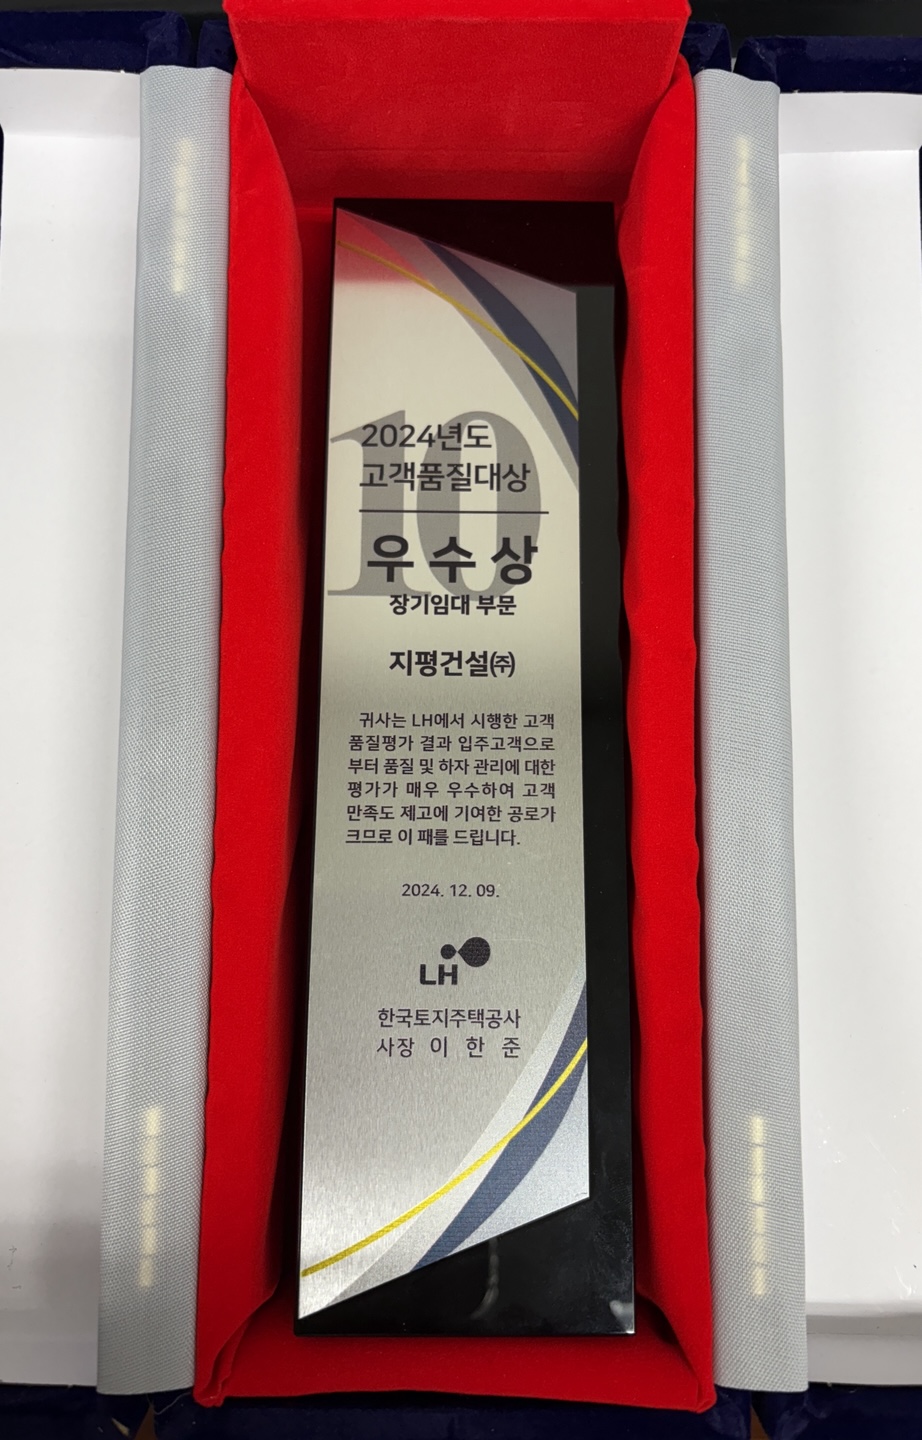 10
2024년도
고객품질대상
우수상
장기임대 부문
지평건설㈜
귀사는 LH에서 시행한 고객
품질평가 결과 입주고객으로
부터 품질 및 하자 관리에 대한
평가가 매우 우수하여 고객
만족도 제고에 기여한 공로가
크므로 이 패를 드립니다.
2024. 12. 09.
LH
한국토지주택공사
사장 이 한 준